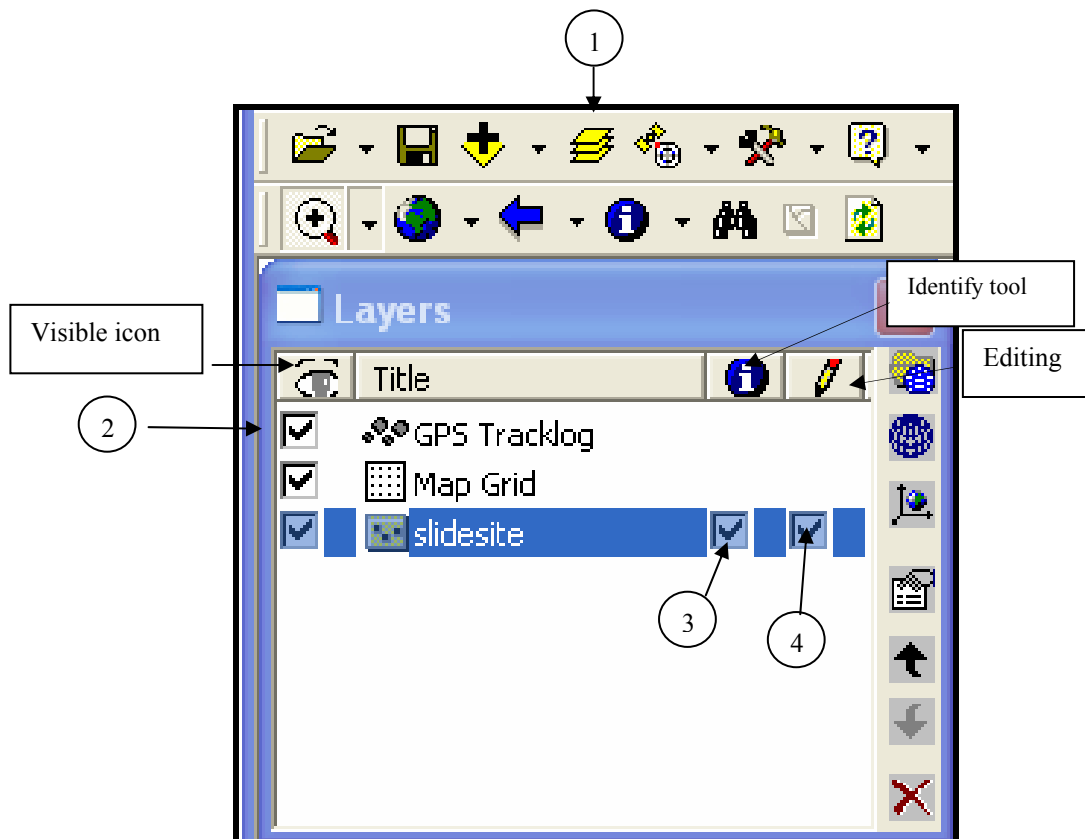 1
Identify tool
Layers
Visible icon
Editing
Title
2
GPS Tracklog
Map Grid
slidesite
3
4